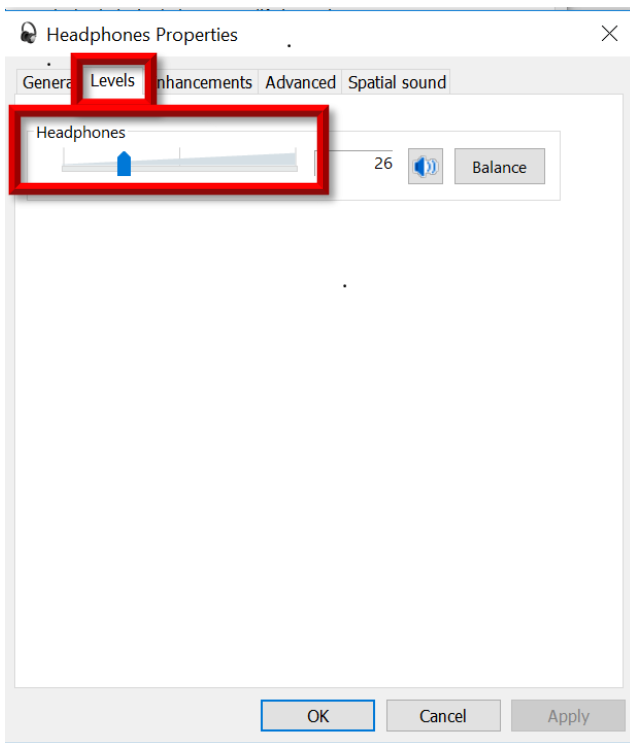 Headphones Properties
Genera Levels nhancements Advanced Spatial sound
Headphones
26 Balance
OK Cancel Apply